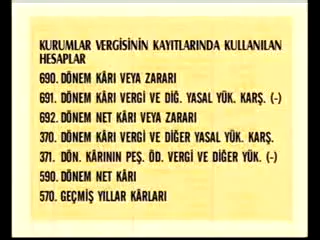 KURUMLAR VERGİSİNİN KAYITLARINDA KULLANILAN
HESAPLAR
690. DÖNEM KÂRI VEYA ZARARI
691. DÖNEM KÂRI VERGİ VE DİĞ. YASAL YÜK. KARŞ. (-)
692. DÖNEM NET KÂRI VEYA ZARARI
370. DÖNEM KÂRI VERGİ VE DİĞER YASAL YÜK. KARŞ.
371. DÖN. KÂRININ PEŞ. ÖD. VERGİ VE DİĞER YÜK. (-)
590. DÖNEM NET KÂRI
570. GEÇMİŞ YILLAR KÂRLARI